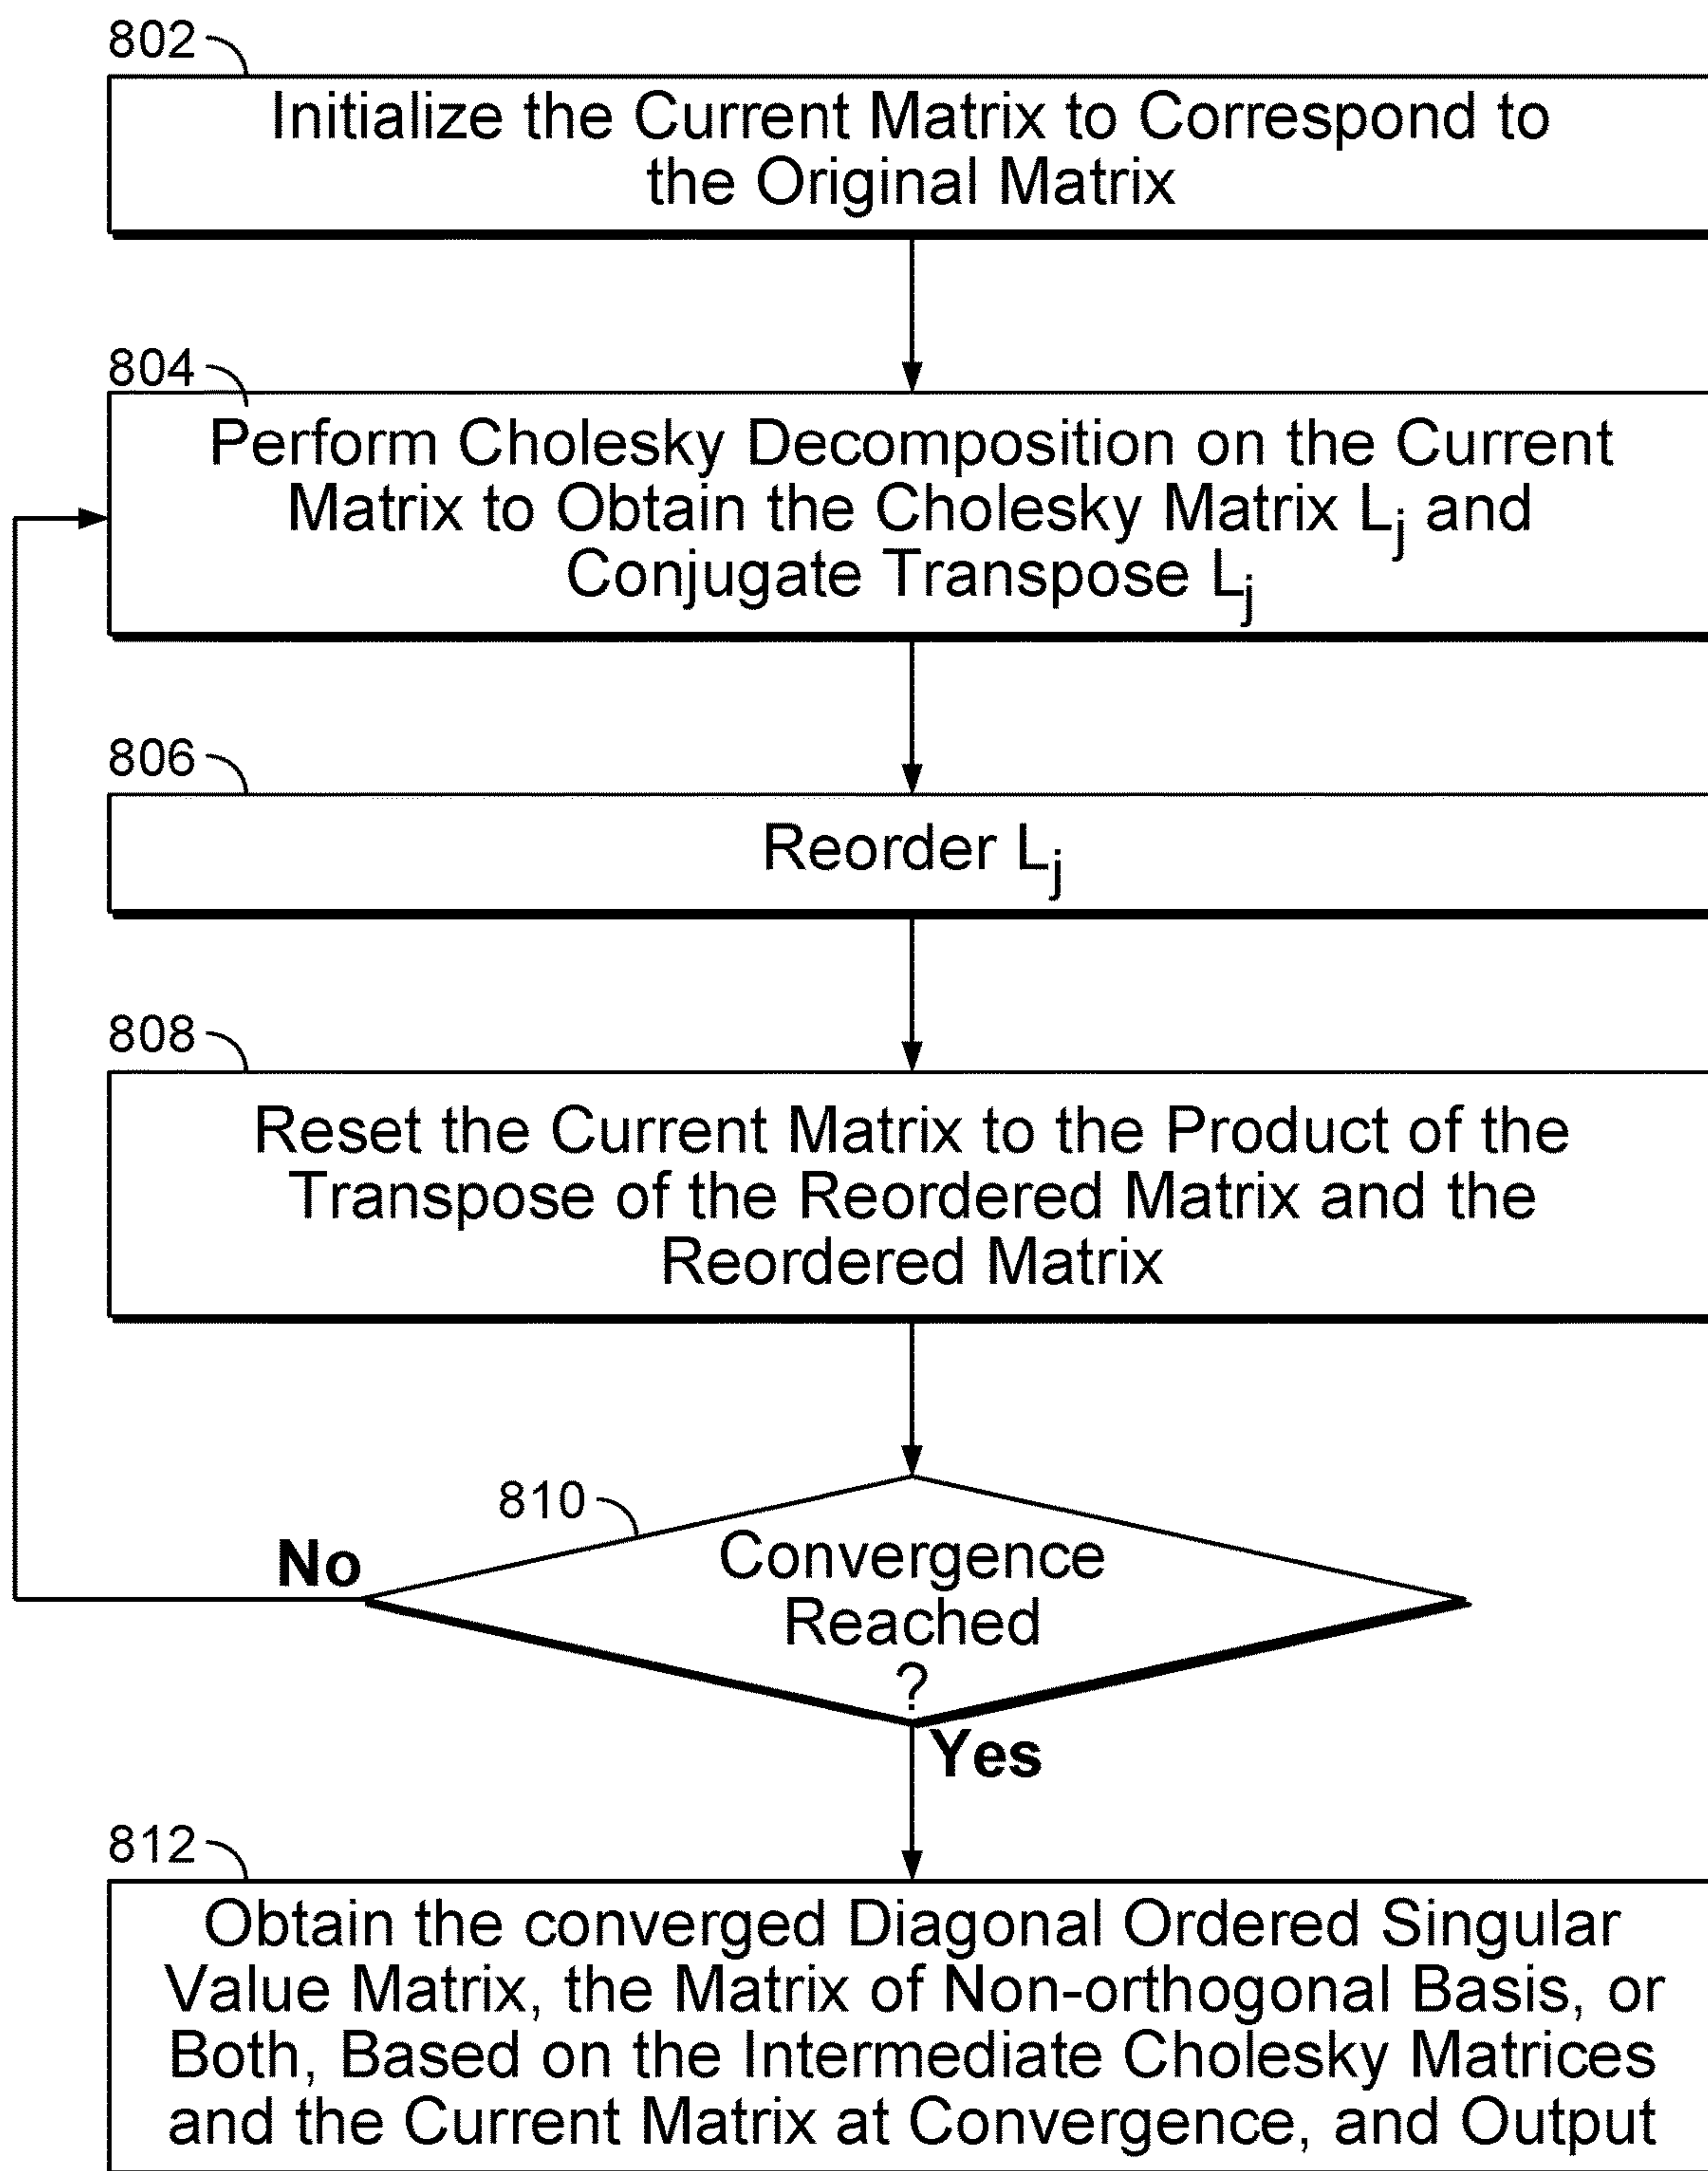 802
Initialize the Current Matrix to Correspond to
the Original Matrix
804
Perform Cholesky Decomposition on the Current
Matrix to Obtain the Cholesky Matrix Lj and
Conjugate Transpose Lj
806
Reorder Lj
808
Reset the Current Matrix to the Product of the
Transpose of the Reordered Matrix and the
Reordered Matrix
810
Convergence
Reached
?
No
Yes
812
Obtain the converged Diagonal Ordered Singular
Value Matrix, the Matrix of Non-orthogonal Basis, or
Both, Based on the Intermediate Cholesky Matrices
and the Current Matrix at Convergence, and Output